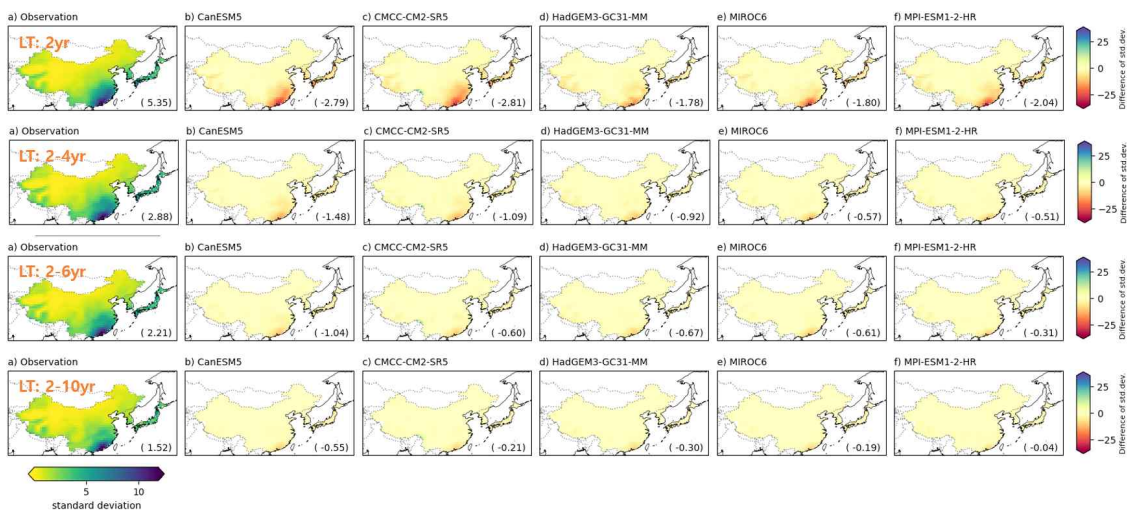 a) Observation b) CanESM5 c) CMCC-CM2-SR5 d) HadGEM3-GC31-MM e) MIROC6 f) MPI-ESM1-2-HR
LT: 2yr
(5.35) ( -2.79) ( -2.81) ( -1.78) ( -1.80) ( -2.04)
25
0
−25
Difference of std.dev.
a) Observation b) CanESM5 c) CMCC-CM2-SR5 d) HadGEM3-GC31-MM e) MIROC6 f) MPI-ESM1-2-HR
LT: 2-4yr
( 2.88) ( -1.48) ( -1.09) ( -0.92) ( -0.57) ( -0.51)
25
0
−25
Difference of std.dev.
a) Observation b) CanESM5 c) CMCC-CM2-SR5 d) HadGEM3-GC31-MM e) MIROC6 f) MPI-ESM1-2-HR
LT: 2-6yr
( 2.21) ( -1.04) ( -0.60) ( -0.67) ( -0.61) ( -0.31)
25
0
−25
Difference of std.dev.
a) Observation b) CanESM5 c) CMCC-CM2-SR5 d) HadGEM3-GC31-MM e) MIROC6 f) MPI-ESM1-2-HR
LT: 2-10yr
( 1.52) ( -0.55) ( -0.21) ( -0.30) ( -0.19) ( -0.04)
25
0
−25
Difference of std.dev.
5 10
standard deviation